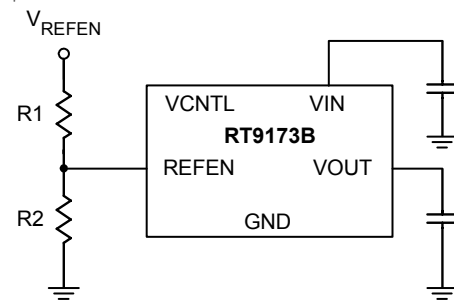 VREFEN
R1
VCNTL VIN
RT9173B
REFEN VOUT
R2
GND